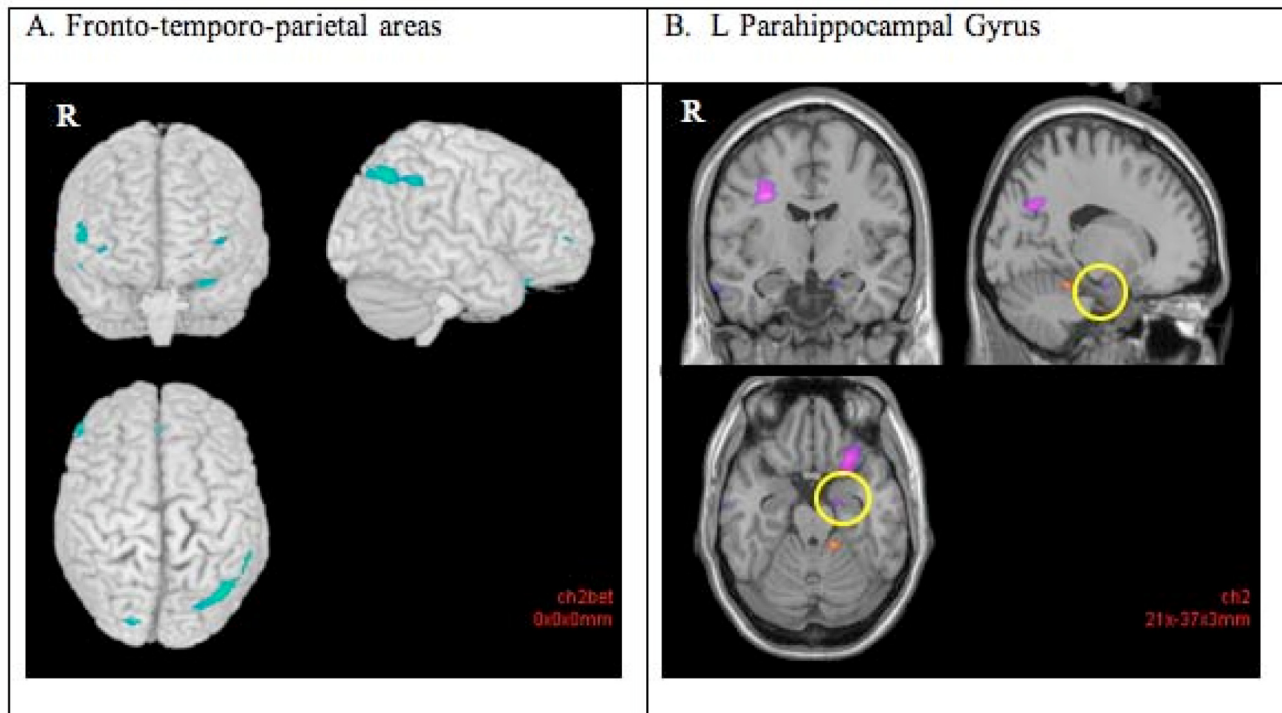 A. Fronto-temporo-parietal areas
B. L Parahippocampal Gyrus
R
R
ch2bet
0x0x0mm
ch2
21x-37x3mm